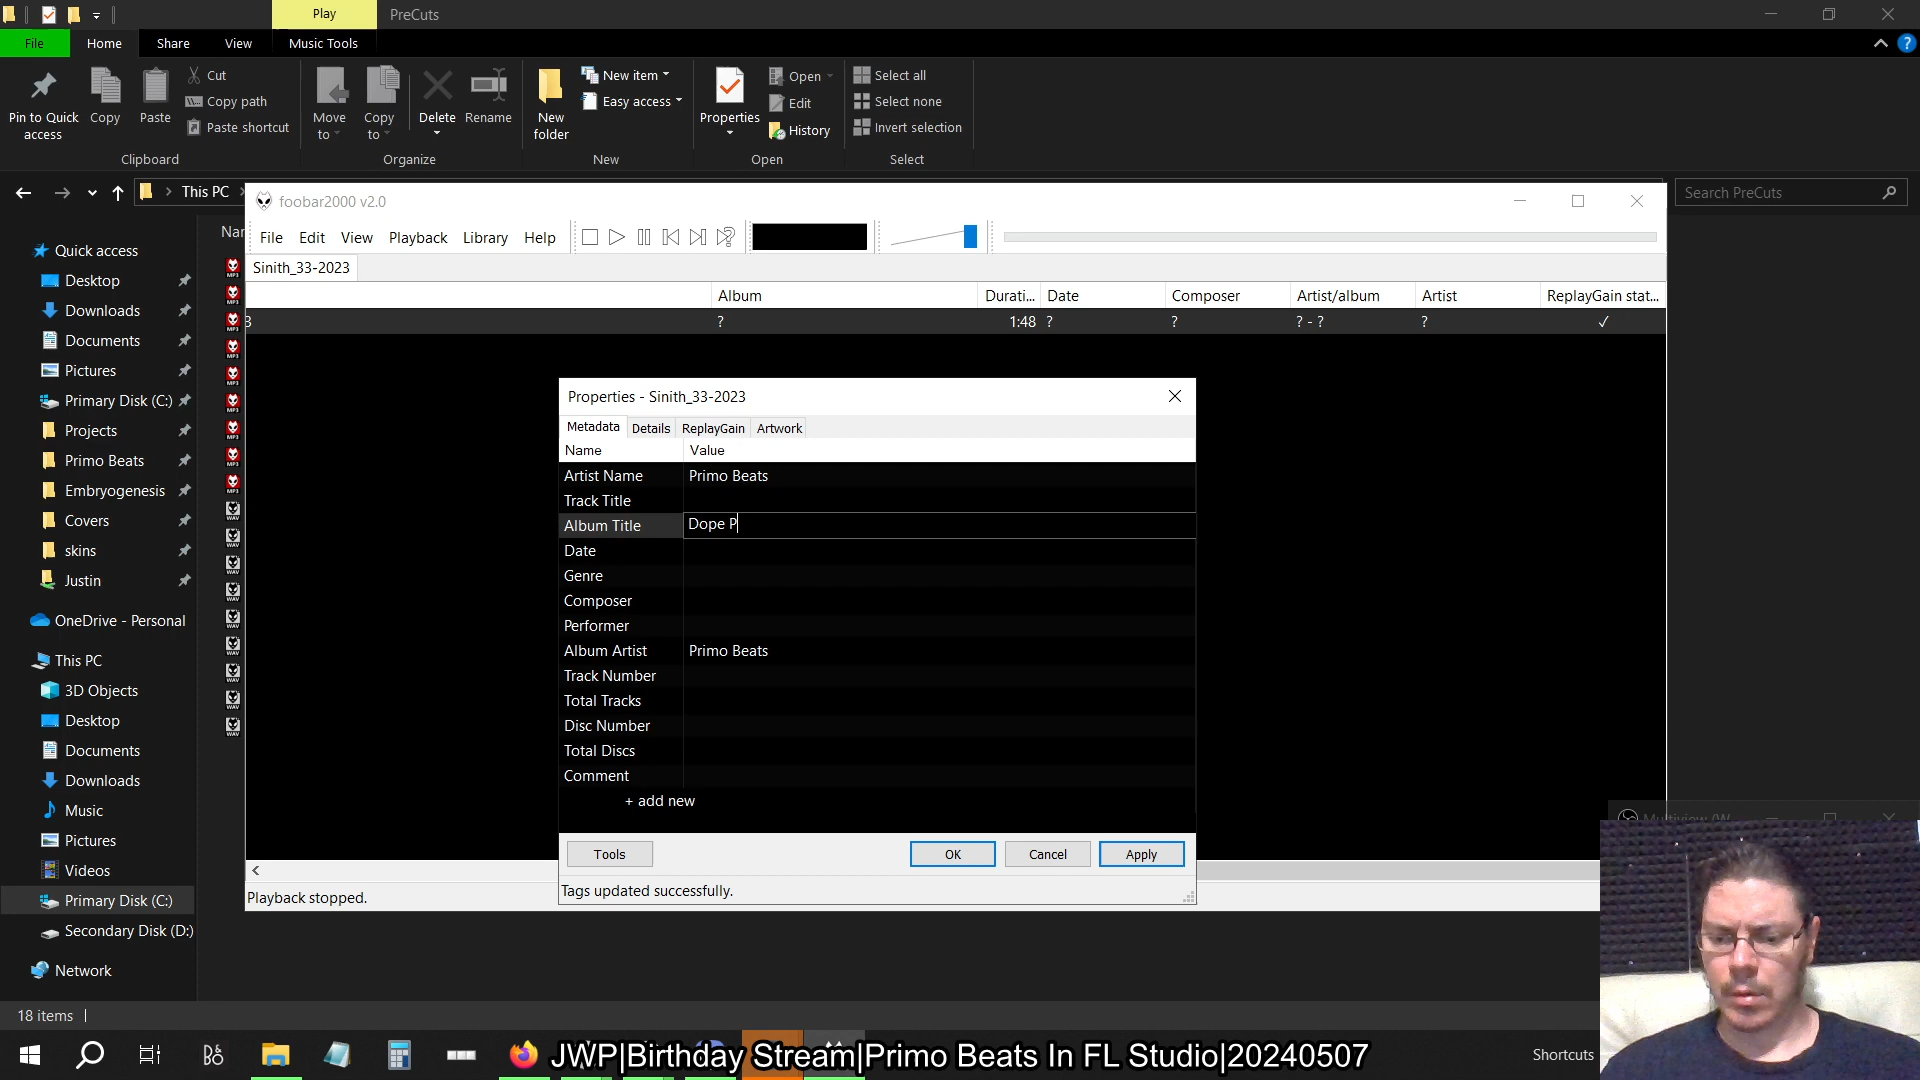 Play
PreCuts
File
Home
Share
View
Music Tools
Pin to Quick access
Copy
Paste
Cut
Copy path
Paste shortcut
Clipboard
Move to
Copy to
Delete
Rename
Organize
New folder
New item
Easy access
New
Properties
Open
Edit
History
Open
Select all
Select none
Invert selection
Select
This PC
Search PreCuts
foobar2000 v2.0
File Edit View Playback Library Help
Sinith_33-2023
Album Durati... Date Composer Artist/album Artist ReplayGain stat...
3 ? 1:48 ? ? ? - ? ? ✓
Quick access
Desktop
Downloads
Documents
Pictures
Primary Disk (C:)
Projects
Primo Beats
Embryogenesis
Covers
skins
Justin
OneDrive - Personal
This PC
3D Objects
Desktop
Documents
Downloads
Music
Pictures
Videos
Primary Disk (C:)
Secondary Disk (D:)
Network
18 items
Properties - Sinith_33-2023
Metadata Details ReplayGain Artwork
Name Value
Artist Name Primo Beats
Track Title
Album Title Dope P
Date
Genre
Composer
Performer
Album Artist Primo Beats
Track Number
Total Tracks
Disc Number
Total Discs
Comment
+ add new
Tools OK Cancel Apply
Tags updated successfully.
Playback stopped.
Multiview (W
JWP|Birthday Stream|Primo Beats In FL Studio|20240507
Shortcuts